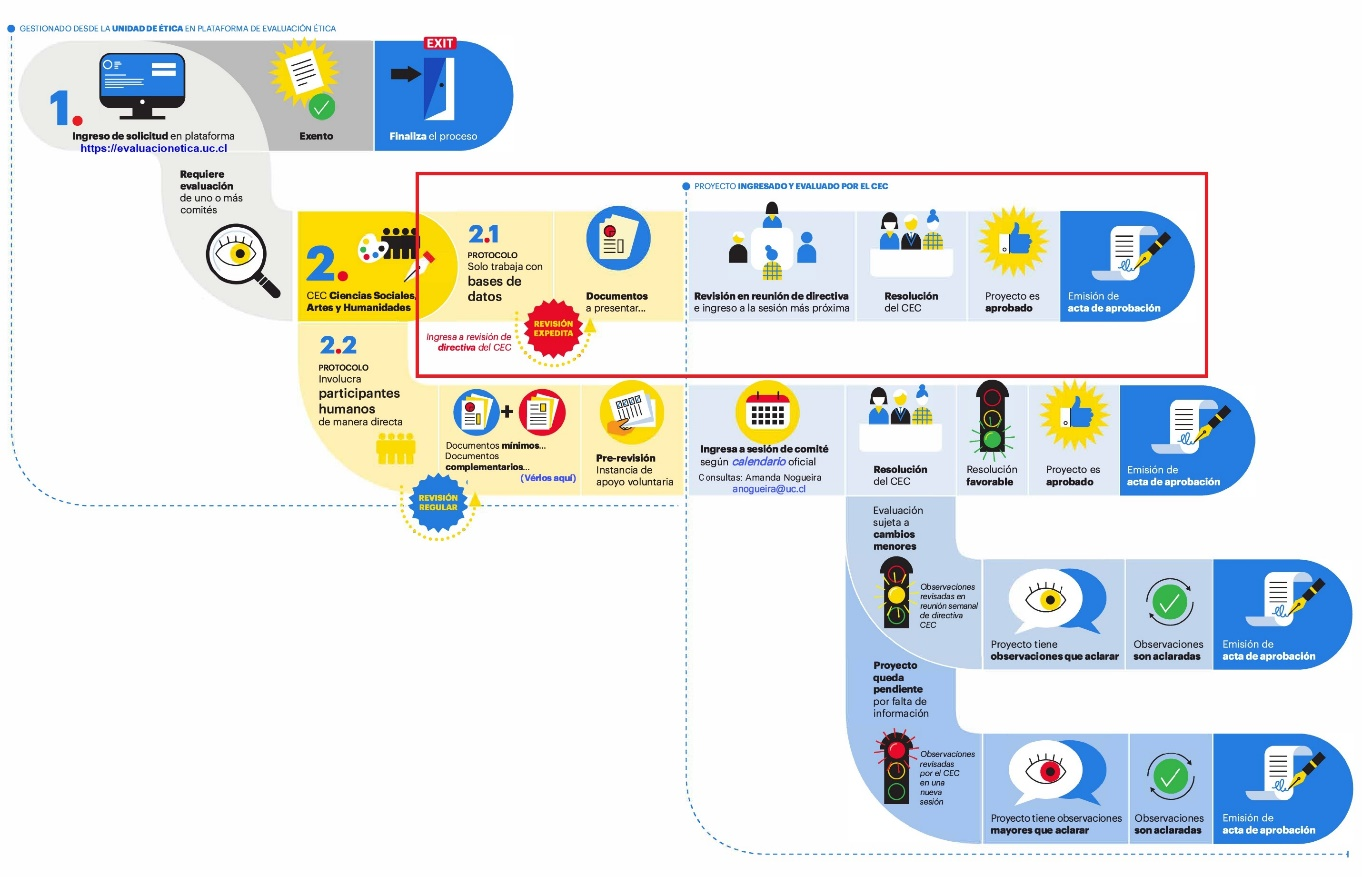 GESTIONADO DESDE LA UNIDAD DE ÉTICA EN PLATAFORMA DE EVALUACIÓN ÉTICA
1.
Ingreso de solicitud en plataforma
https://evaluacionetica.uc.cl
Exento
EXIT
Finaliza el proceso
Requiere
evaluación
de uno o más
comités
2.
CEC Ciencias Sociales,
Artes y Humanidades
2.1
PROTOCOLO
Solo trabaja con
bases de
datos
Ingresa a revisión de
directiva del CEC
REVISIÓN
EXPEDITA
Documentos
a presentar...
PROYECTO INGRESADO Y EVALUADO POR EL CEC
Revisión en reunión de directiva
e ingreso a la sesión más próxima
Resolución
del CEC
Proyecto es
aprobado
Emisión de
acta de aprobación
2.2
PROTOCOLO
Involucra
participantes
humanos
de manera directa
+
Documentos mínimos...
Documentos
complementarios...
(Vérlos aquí)
REVISIÓN
REGULAR
Pre-revisión
Instancia de
apoyo voluntaria
Ingresa a sesión de comité
según calendario oficial
Consultas: Amanda Nogueira
anogueira@uc.cl
Resolución
del CEC
Resolución
favorable
Proyecto es
aprobado
Emisión de
acta de aprobación
Evaluación
sujeta a
cambios
menores
Observaciones
revisadas en
reunión semanal
de directiva
CEC
Proyecto tiene
observaciones que aclarar
Observaciones
son aclaradas
Emisión de
acta de aprobación
Proyecto
queda
pendiente
por falta de
información
Observaciones
revisadas
por el CEC
en una
nueva
sesión
Proyecto tiene observaciones
mayores que aclarar
Observaciones
son aclaradas
Emisión de
acta de aprobación